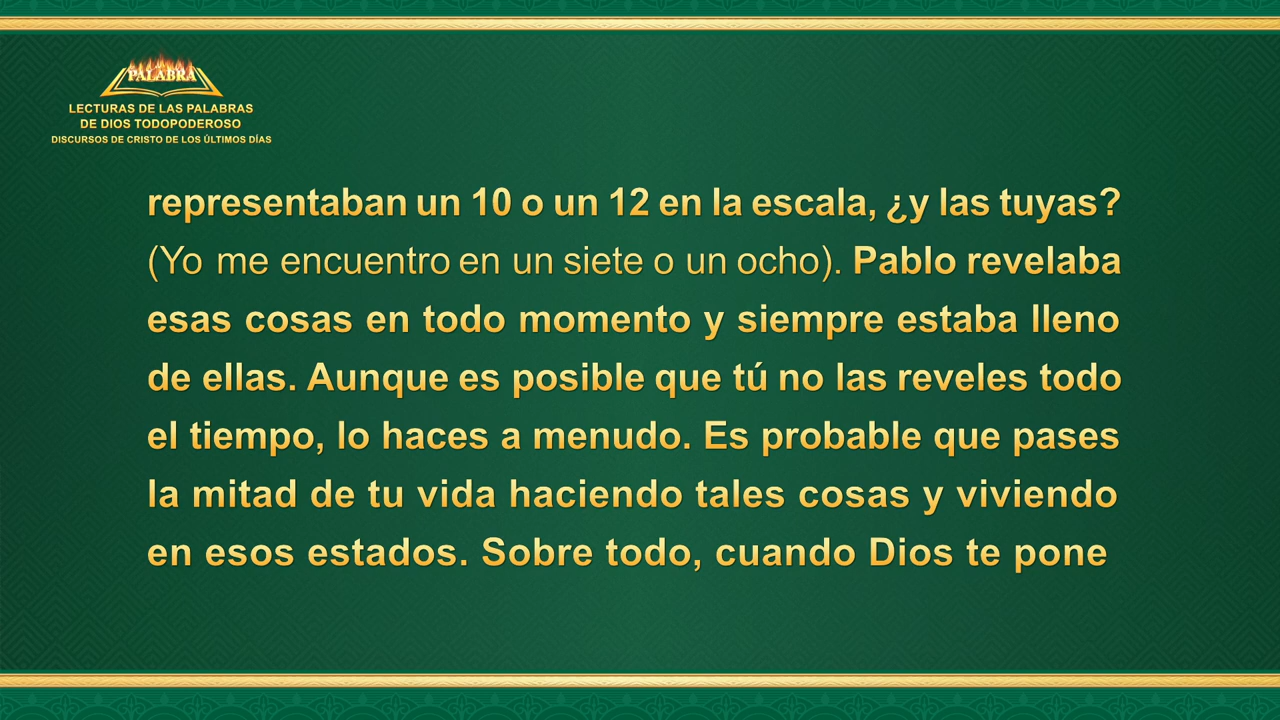 PALABRA
LECTURAS DE LAS PALABRAS
DE DIOS TODOPODEROSO
DISCURSOS DE CRISTO DE LOS ÚLTIMOS DÍAS
representaban un 10 o un 12 en la escala, ¿y las tuyas?
(Yo me encuentro en un siete o un ocho). Pablo revelaba
esas cosas en todo momento y siempre estaba lleno
de ellas. Aunque es posible que tú no las reveles todo
el tiempo, lo haces a menudo. Es probable que pases
la mitad de tu vida haciendo tales cosas y viviendo
en esos estados. Sobre todo, cuando Dios te pone